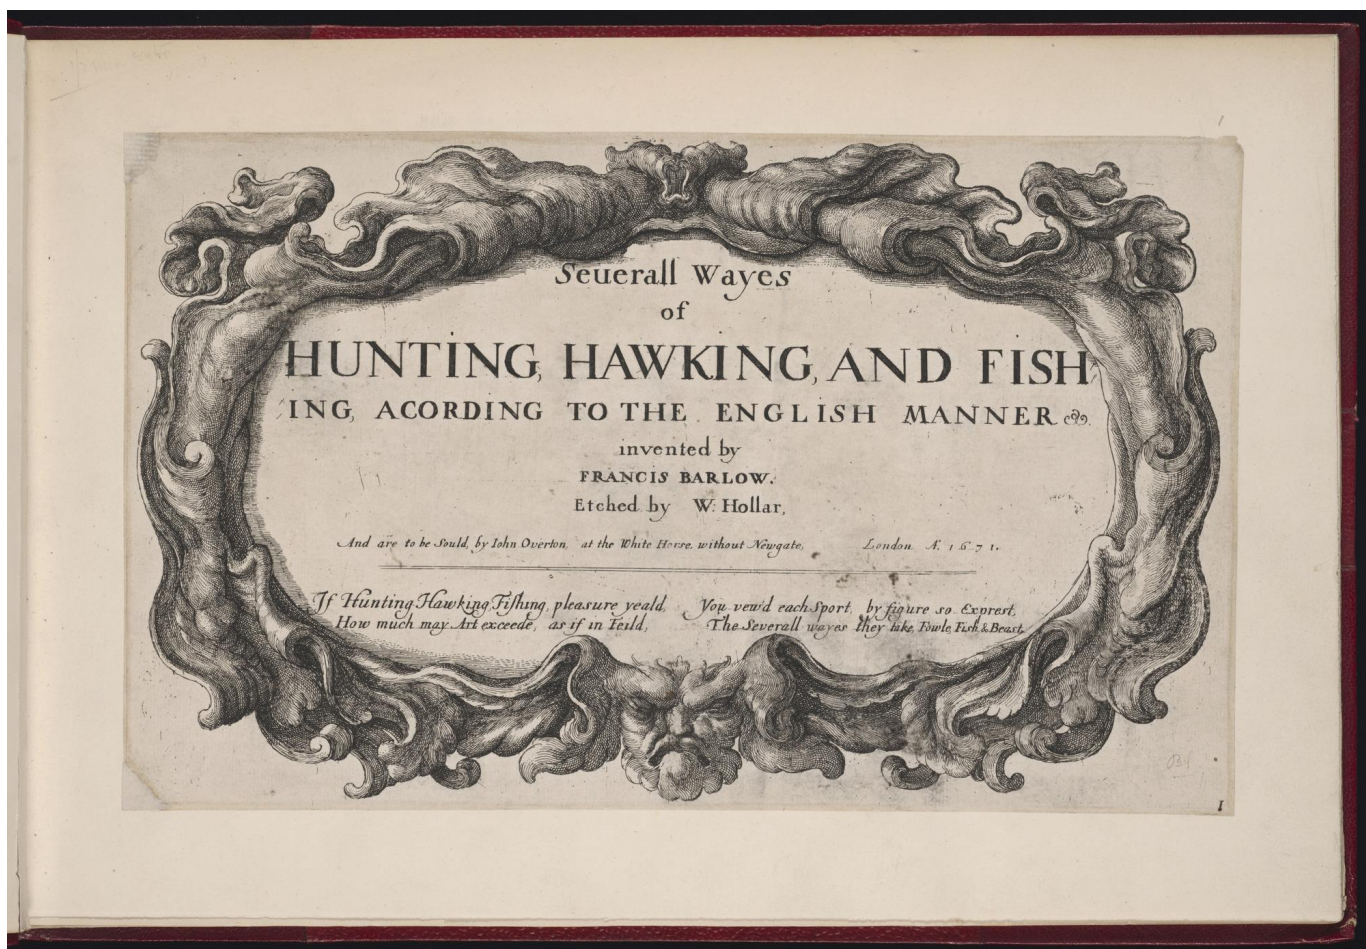 Seuerall Wayes
of
HUNTING, HAWKING, AND FISH
ING, ACORDING TO THE ENGLISH MANNER &c.
invented by
FRANCIS BARLOW.
Etched by W: Hollar,
And are to be Sould, by Iohn Overton, at the White Horse. without Newgate, London A. 1671.
If Hunting, Hawking, Fishing, pleasure yeald, You vew'd each Sport, by figure so Exprest,
How much may Art exceede, as if in Feild, The Severall wayes they take, Fowle, Fish, & Beast.
1